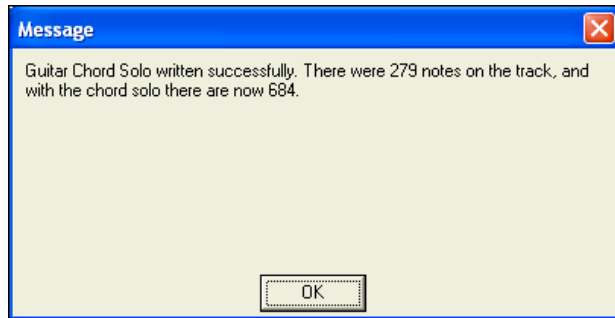 Message
Guitar Chord Solo written successfully. There were 279 notes on the track, and
with the chord solo there are now 684.
OK